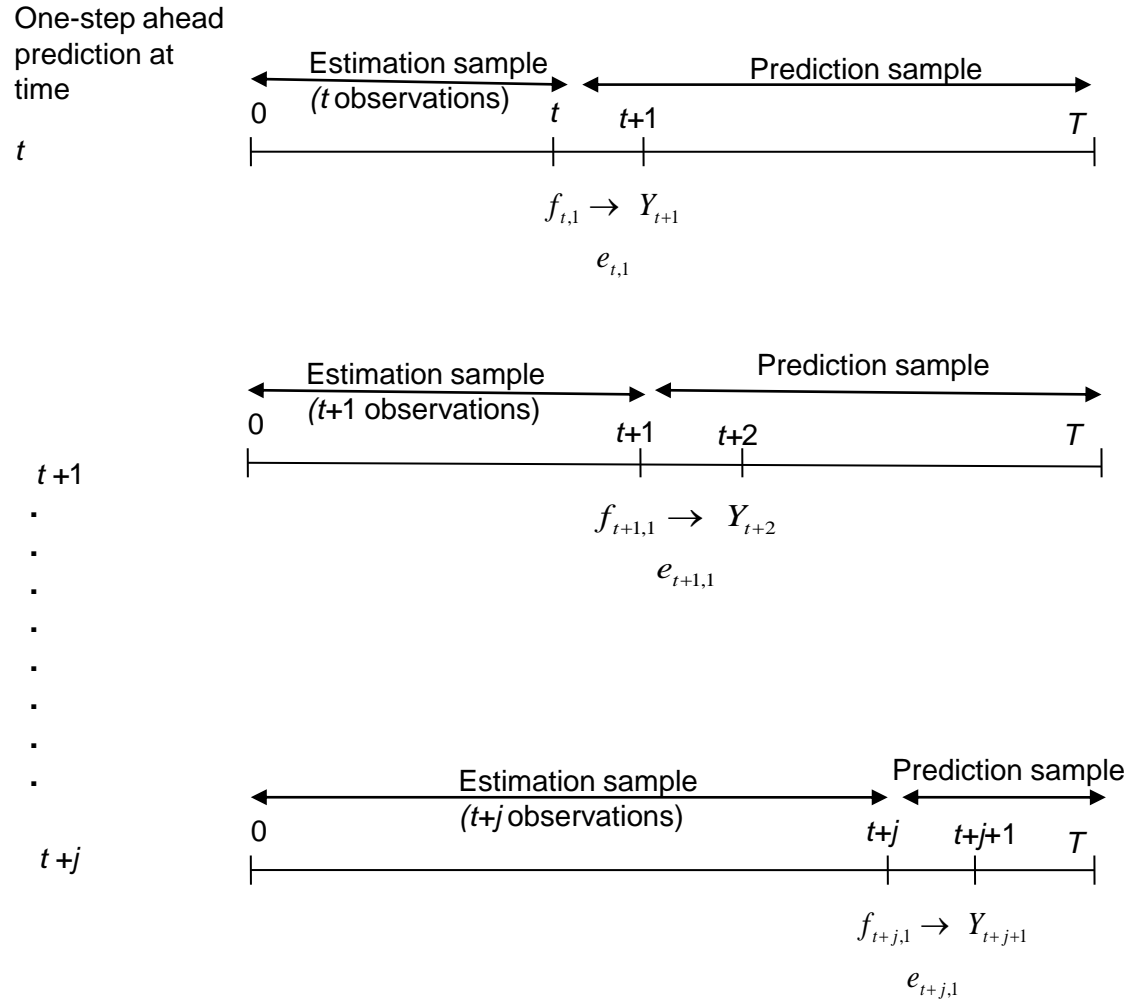 One-step ahead
prediction at
time
Estimation sample
(t observations)
Prediction sample
0 t t+1 T
t
f_{t,1} → Y_{t+1}
e_{t,1}
Estimation sample
(t+1 observations)
Prediction sample
0 t+1 t+2 T
t +1
f_{t+1,1} → Y_{t+2}
e_{t+1,1}
.
.
.
.
.
.
.
.
Estimation sample
(t+j observations)
Prediction sample
0 t+j t+j+1 T
t +j
f_{t+j,1} → Y_{t+j+1}
e_{t+j,1}